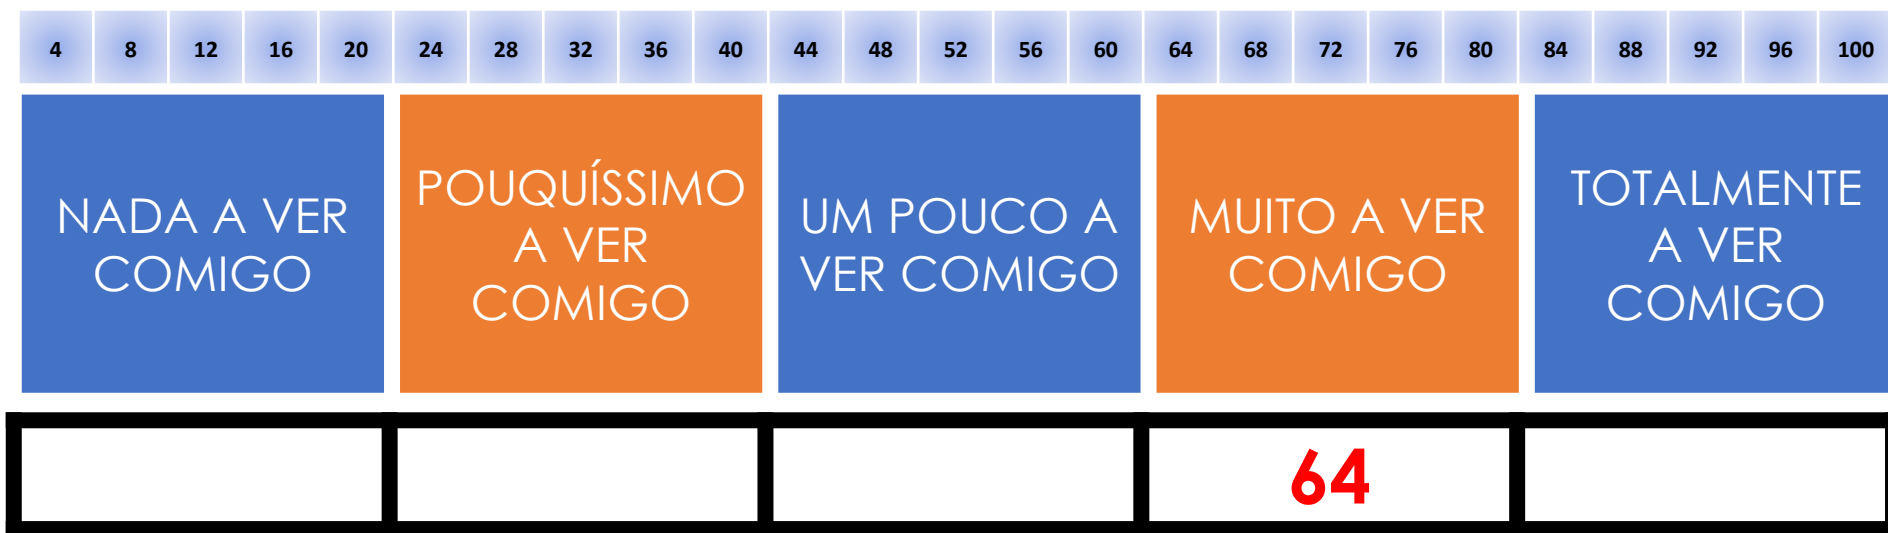 4 8 12 16 20 24 28 32 36 40 44 48 52 56 60 64 68 72 76 80 84 88 92 96 100
NADA A VER
COMIGO
POUQUÍSSIMO
A VER
COMIGO
UM POUCO A
VER COMIGO
MUITO A VER
COMIGO
TOTALMENTE
A VER
COMIGO
64